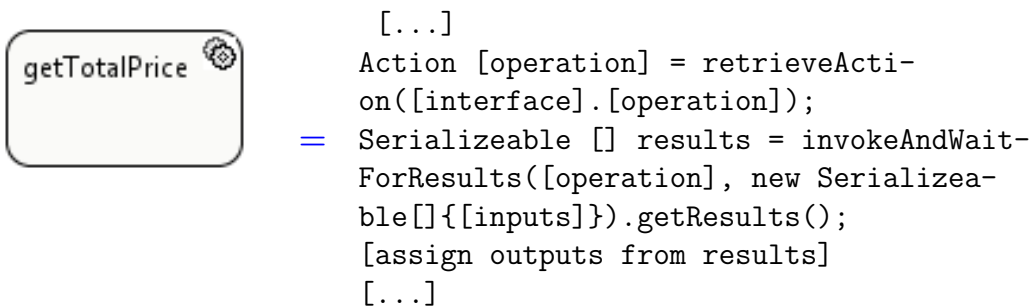 getTotalPrice
[...]
Action [operation] = retrieveActi-
on([interface].[operation]);
= Serializeable [] results = invokeAndWait-
ForResults([operation], new Serializea-
ble[]{[inputs]}).getResults();
[assign outputs from results]
[...]